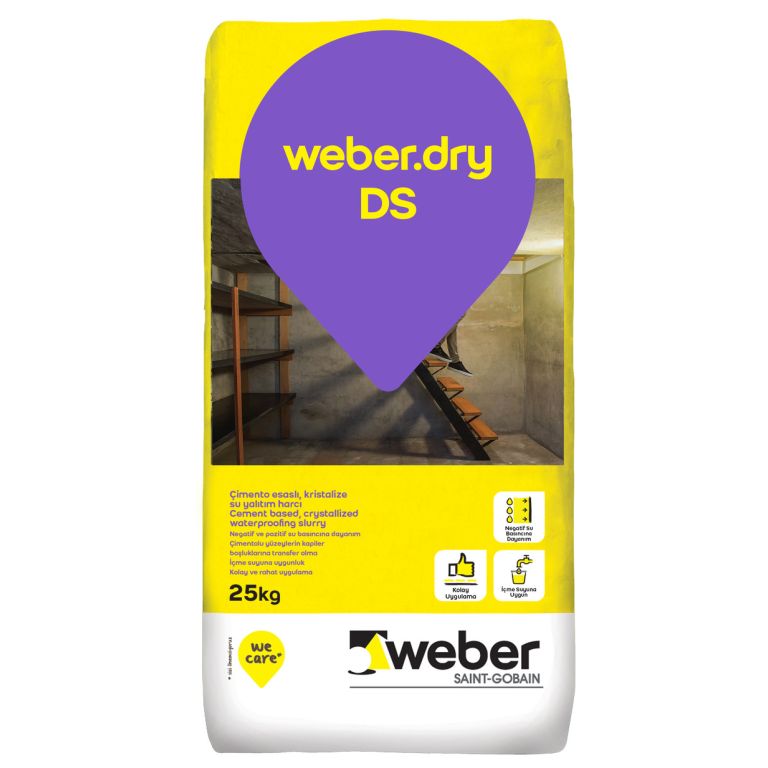 weber.dry
DS
Çimento esaslı, kristalize
su yalıtım harcı
Cement based, crystallized
waterproofing slurry
Negatif ve pozitif su basıncına dayanım
Çimentolu yüzeylerin kapiler
boşluklarına transfer olma
İçme suyuna uygunluk
Kolay ve rahat uygulama
25kg
Negatif Su
Basıncına
Dayanım
Kolay
Uygulama
İçme Suyuna
Uygun
we
care*
* sizi önemsiyoruz
weber
SAINT-GOBAIN